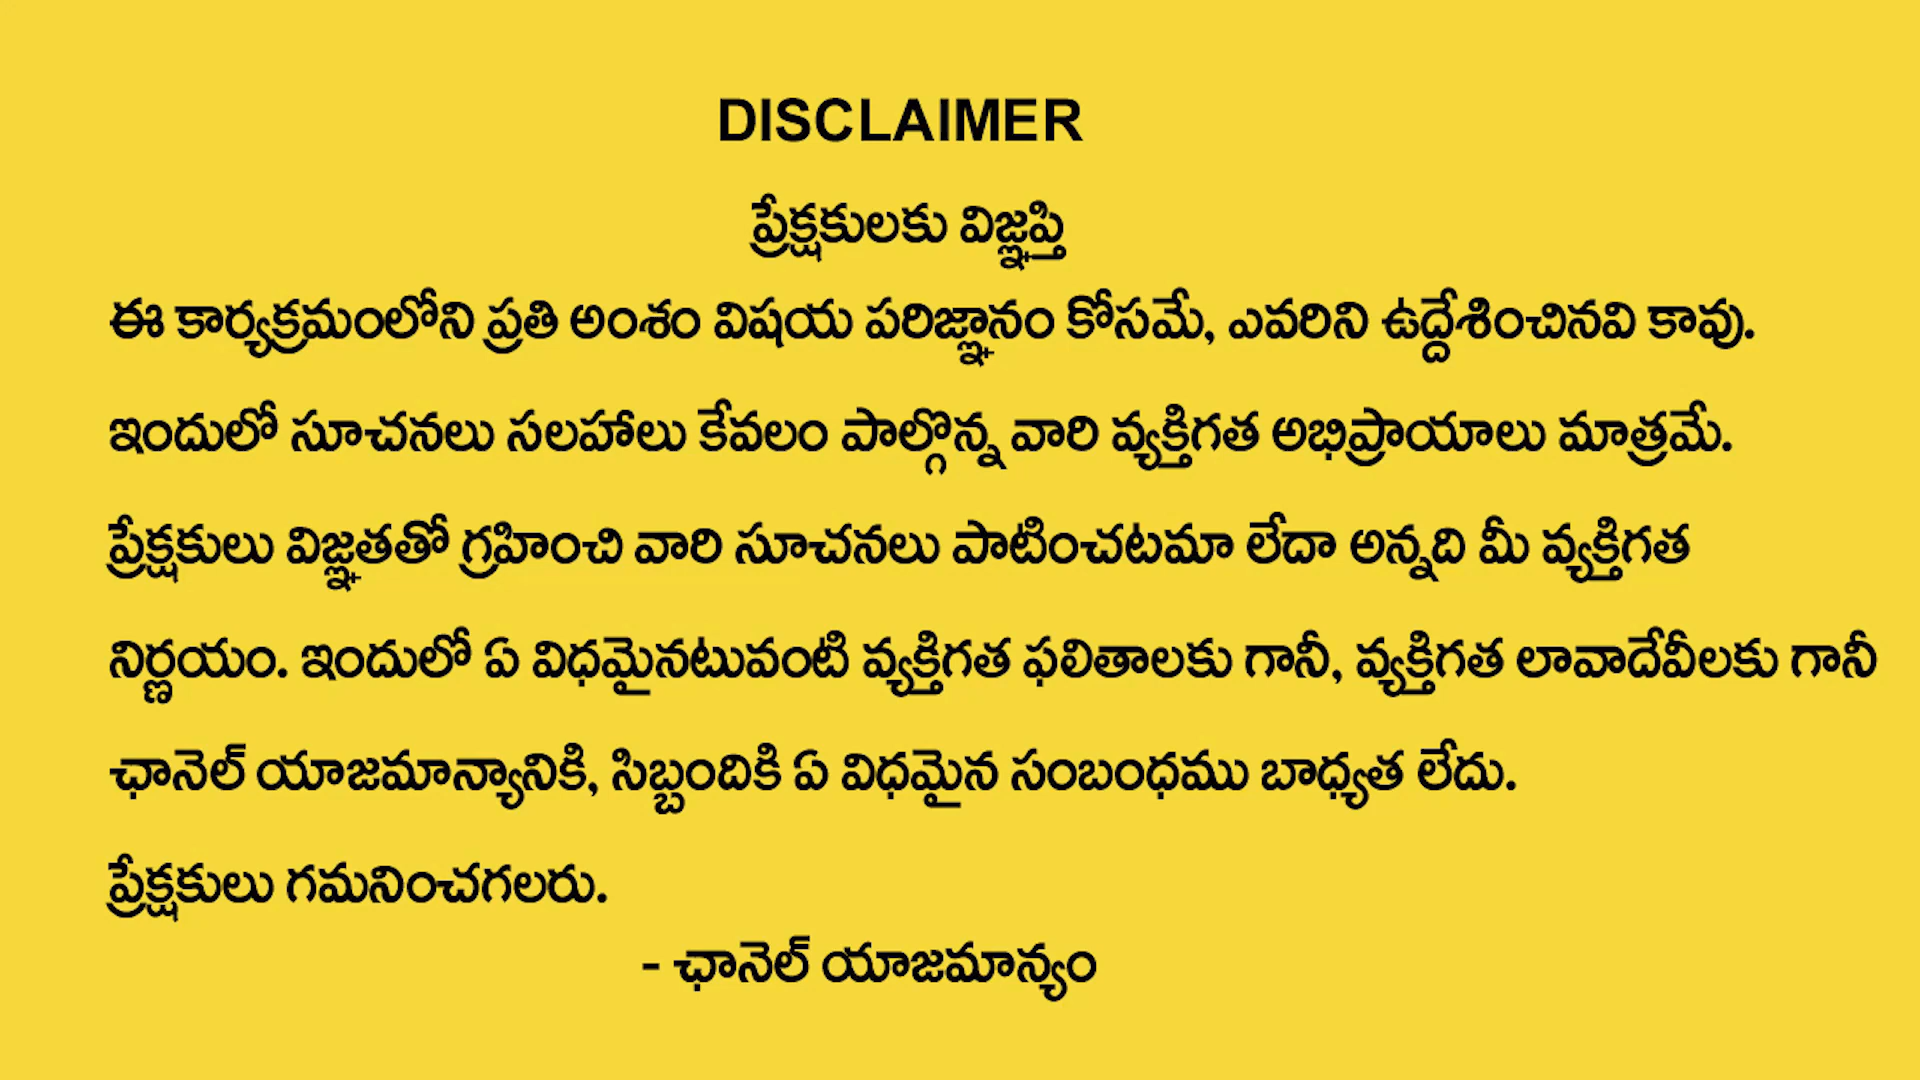 DISCLAIMER
ప్రేక్షకులకు విజ్ఞప్తి
ఈ కార్యక్రమంలోని ప్రతి అంశం విషయ పరిజ్ఞానం కోసమే, ఎవరిని ఉద్దేశించినవి కావు.
ఇందులో సూచనలు సలహాలు కేవలం పాల్గొన్న వారి వ్యక్తిగత అభిప్రాయాలు మాత్రమే.
ప్రేక్షకులు విజ్ఞతతో గ్రహించి వారి సూచనలు పాటించటమా లేదా అన్నది మీ వ్యక్తిగత
నిర్ణయం. ఇందులో ఏ విధమైనటువంటి వ్యక్తిగత ఫలితాలకు గానీ, వ్యక్తిగత లావాదేవీలకు గానీ
ఛానెల్ యాజమాన్యానికి, సిబ్బందికి ఏ విధమైన సంబంధము బాధ్యత లేదు.
ప్రేక్షకులు గమనించగలరు.
- ఛానెల్ యాజమాన్యం